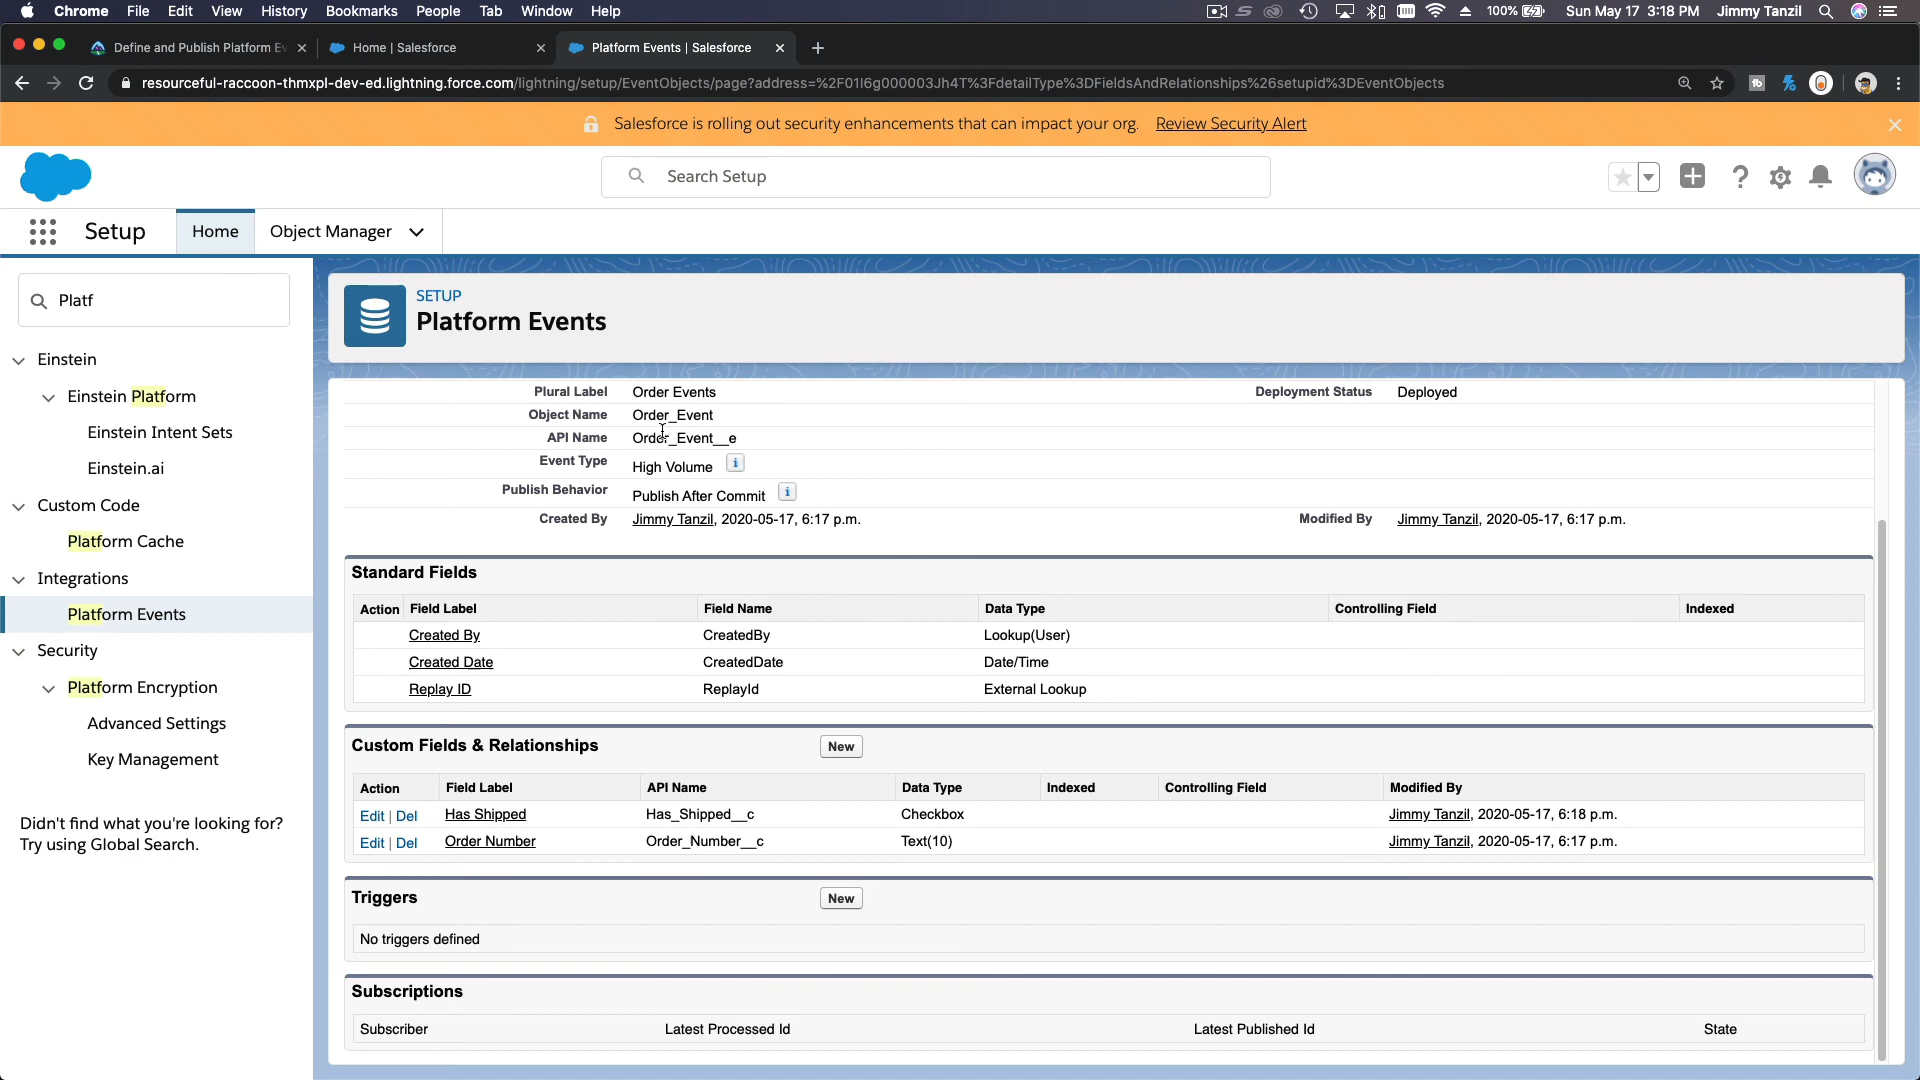 Chrome File Edit View History Bookmarks People Tab Window Help 100% Sun May 17 3:18 PM Jimmy Tanzil
Define and Publish Platform Ev Home | Salesforce Platform Events | Salesforce
resourceful-raccoon-thmxpl-dev-ed.lightning.force.com/lightning/setup/EventObjects/page?address=%2F01I6g000003Jh4T%3FdetailType%3DFieldsAndRelationships%26setupid%3DEventObjects
Salesforce is rolling out security enhancements that can impact your org. Review Security Alert
Search Setup
Setup Home Object Manager
Platf
Einstein
Einstein Platform
Einstein Intent Sets
Einstein.ai
Custom Code
Platform Cache
Integrations
Platform Events
Security
Platform Encryption
Advanced Settings
Key Management
Didn't find what you're looking for?
Try using Global Search.
SETUP
Platform Events
Plural Label Order Events Deployment Status Deployed
Object Name Order_Event
API Name Order_Event__e
Event Type High Volume i
Publish Behavior Publish After Commit i
Created By Jimmy Tanzil, 2020-05-17, 6:17 p.m. Modified By Jimmy Tanzil, 2020-05-17, 6:17 p.m.
Standard Fields
Action Field Label Field Name Data Type Controlling Field Indexed
Created By CreatedBy Lookup(User)
Created Date CreatedDate Date/Time
Replay ID ReplayId External Lookup
Custom Fields & Relationships New
Action Field Label API Name Data Type Indexed Controlling Field Modified By
Edit | Del Has Shipped Has_Shipped__c Checkbox Jimmy Tanzil, 2020-05-17, 6:18 p.m.
Edit | Del Order Number Order_Number__c Text(10) Jimmy Tanzil, 2020-05-17, 6:17 p.m.
Triggers New
No triggers defined
Subscriptions
Subscriber Latest Processed Id Latest Published Id State